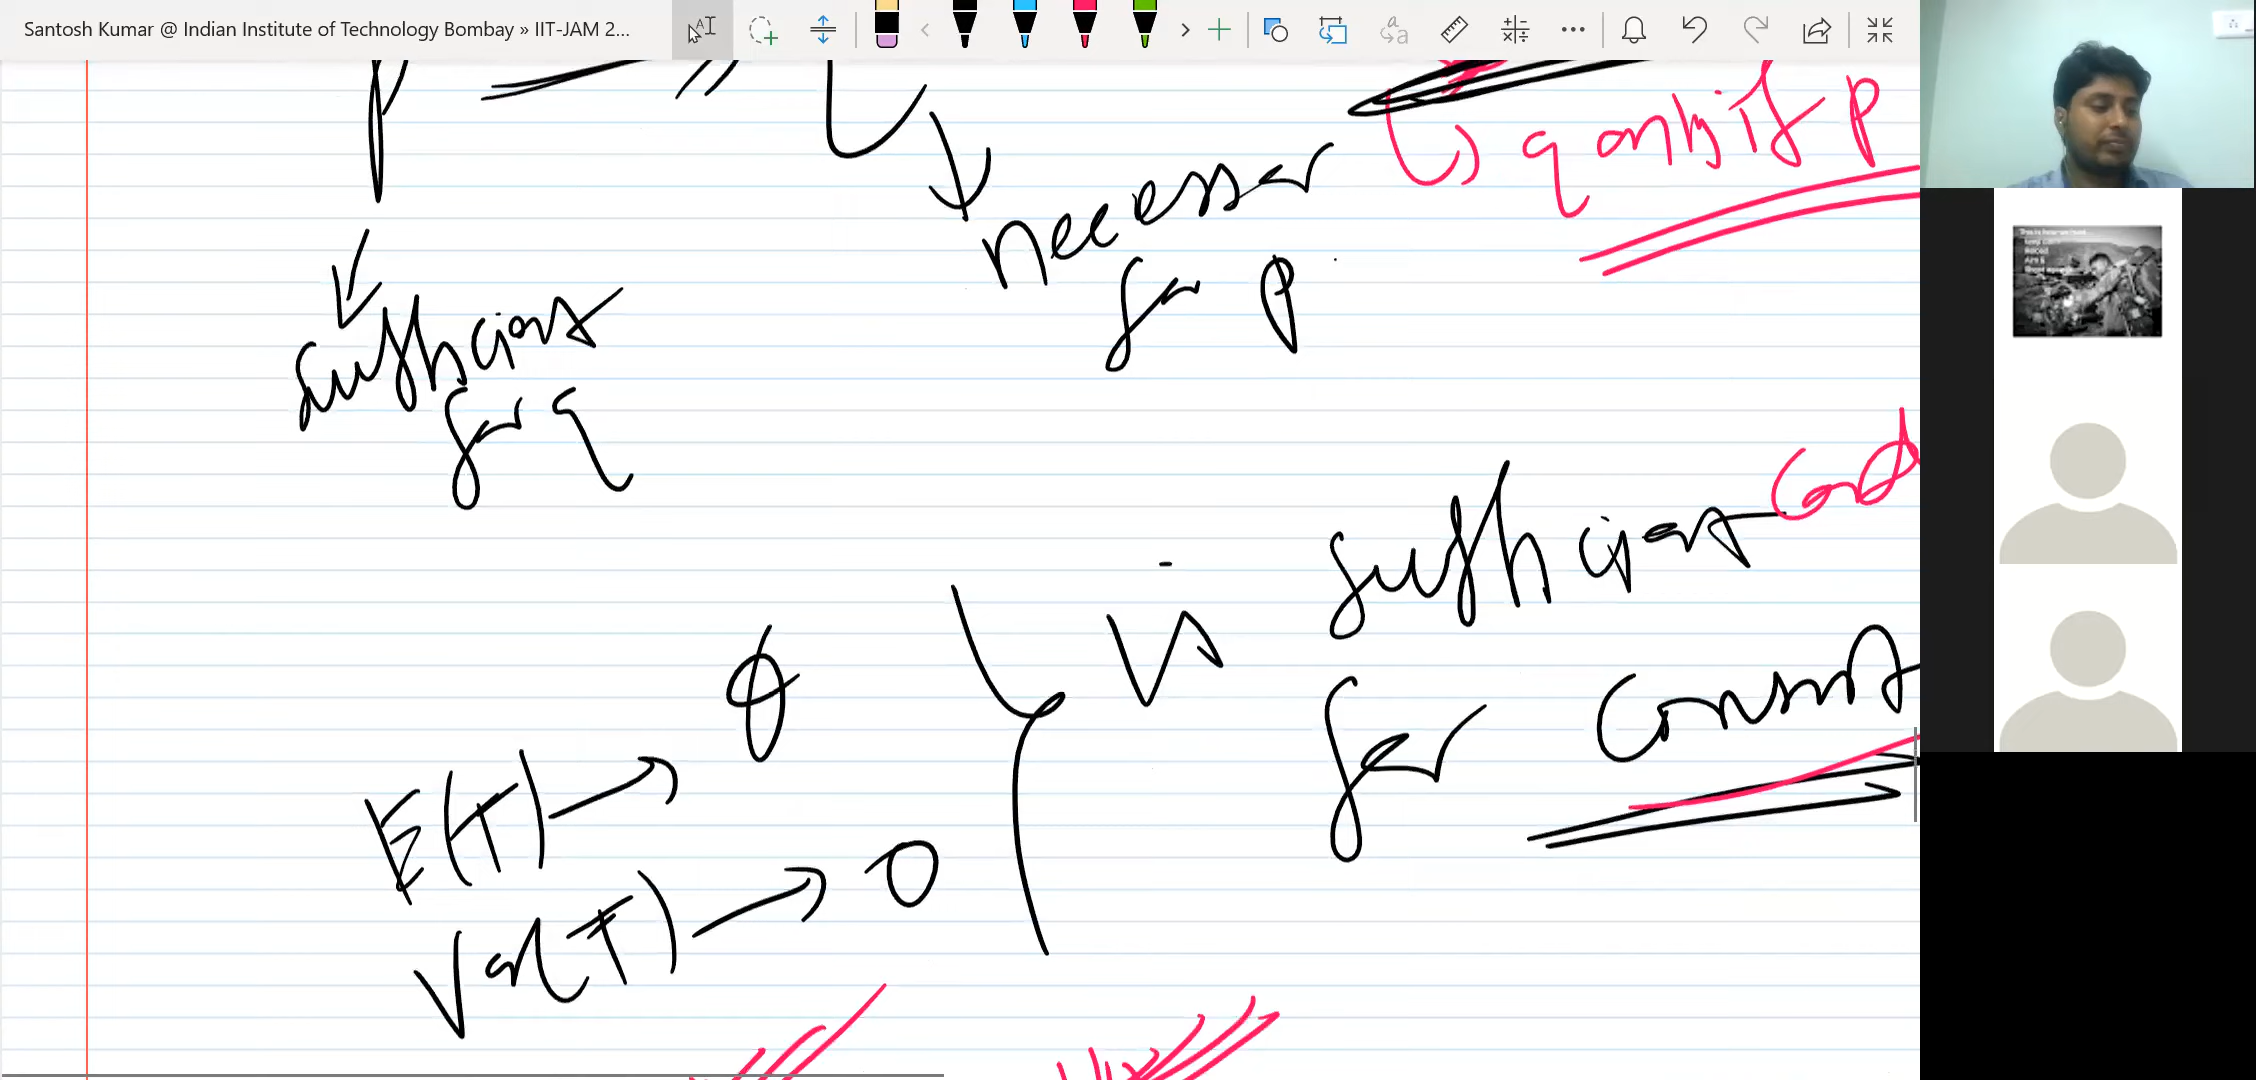 Santosh Kumar @ Indian Institute of Technology Bombay » IIT-JAM 2...
q only if p
necessar
for p
sufficient
for q
is sufficient cond
for consist
E(T) → θ
Var(T) → 0